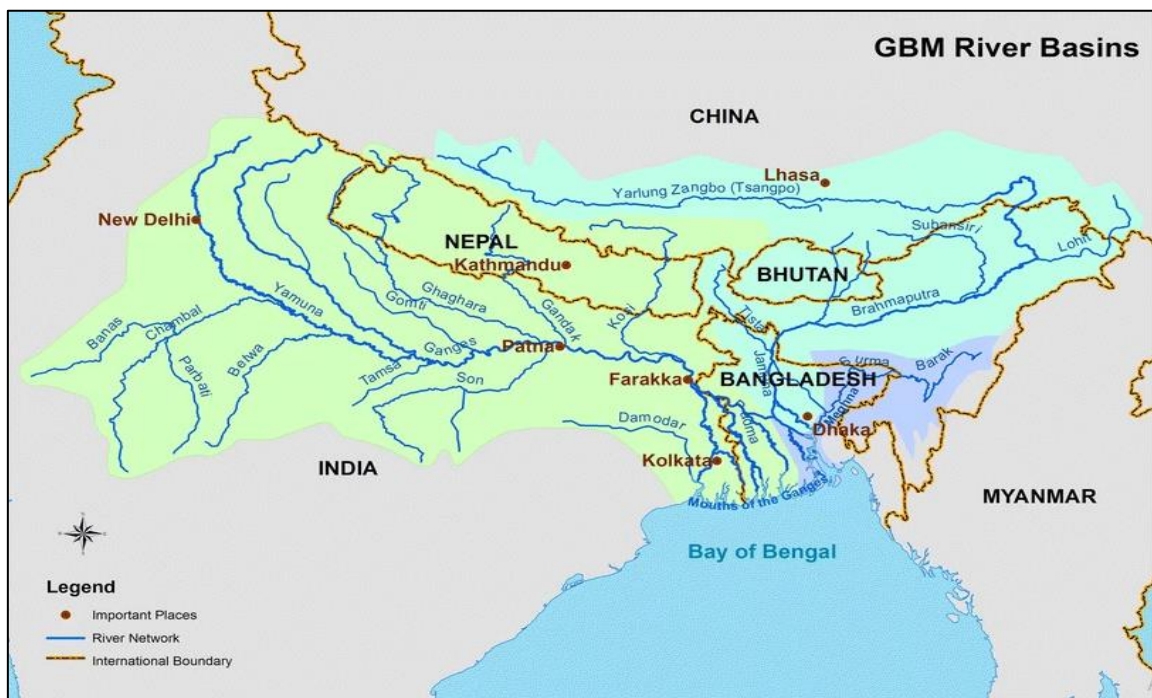 GBM River Basins
CHINA
Lhasa
Yarlung Zangbo (Tsangpo)
New Delhi
Subansiri
Lohit
NEPAL
Kathmandu
BHUTAN
Brahmaputra
Banas
Chambal
Yamuna
Gomti
Ghaghara
Gandak
Kosi
Tista
Parbati
Betwa
Tamsa
Ganges
Patna
Son
Farakka
BANGLADESH
Jamuna
Surma
Barak
Meghna
Padma
Dhaka
Damodar
Kolkata
INDIA
MYANMAR
Mouths of the Ganges
Bay of Bengal
Legend
Important Places
River Network
International Boundary